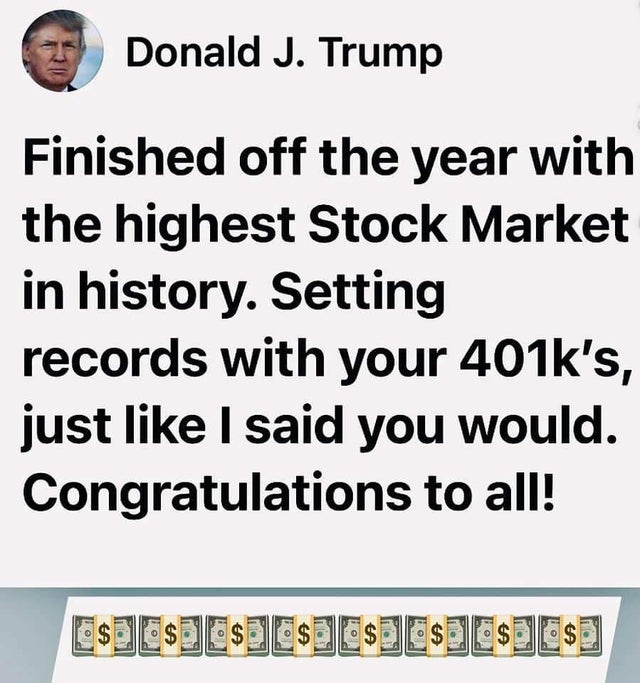 Donald J. Trump
Finished off the year with
the highest Stock Market
in history. Setting
records with your 401k’s,
just like I said you would.
Congratulations to all!
$ $ $ $ $ $ $ $